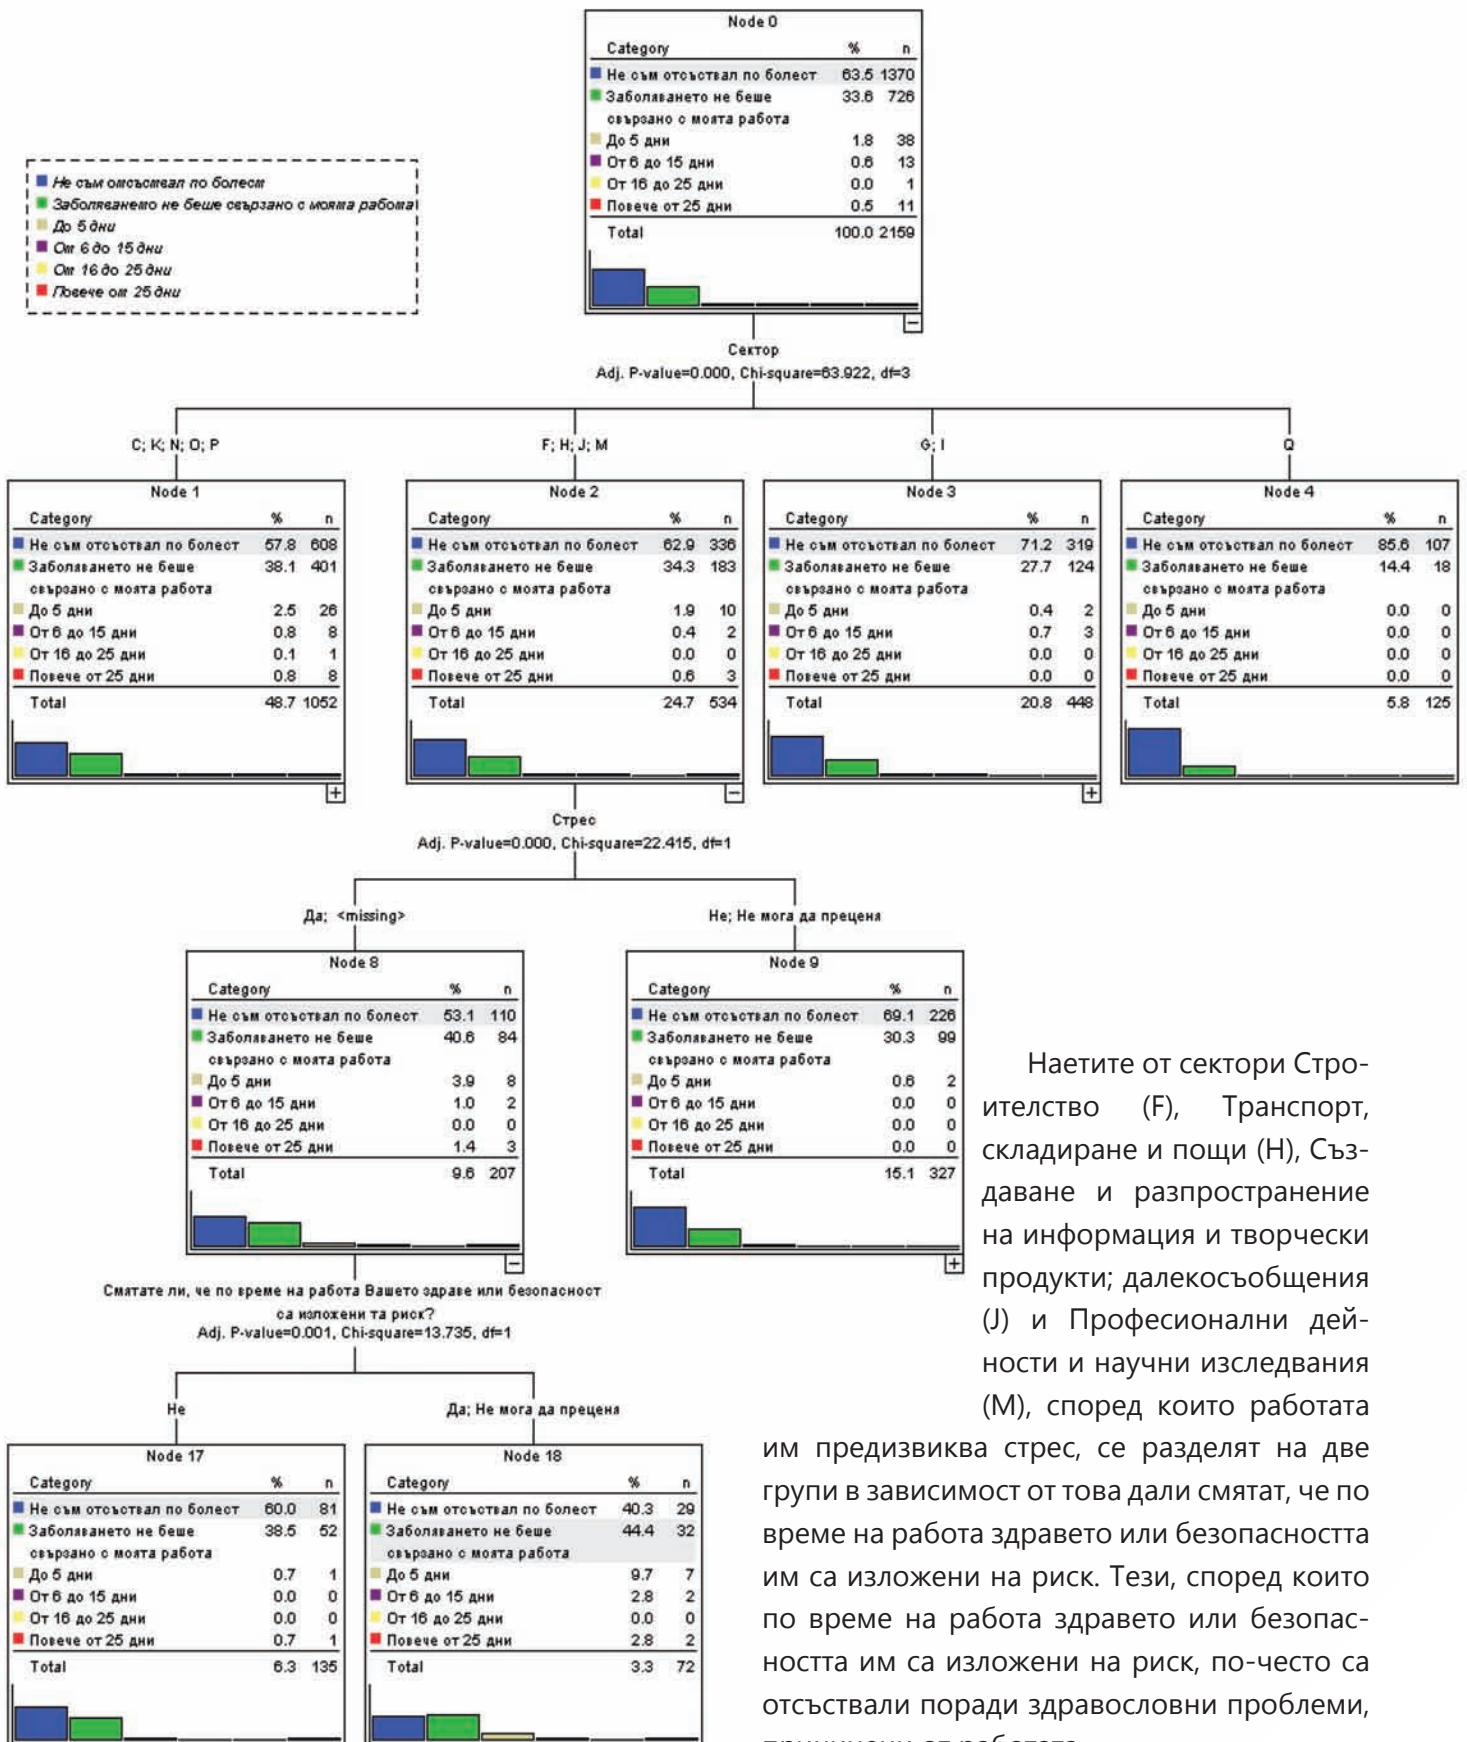 Node 0
Category % n
Не съм отсъствал по болест 63.5 1370
Заболяването не беше 33.6 726
свързано с моята работа
До 5 дни 1.8 38
От 6 до 15 дни 0.6 13
От 16 до 25 дни 0.0 1
Повече от 25 дни 0.5 11
Total 100.0 2159
Не съм отсъствал по болест
Заболяването не беше свързано с моята работа
До 5 дни
От 6 до 15 дни
От 16 до 25 дни
Повече от 25 дни
Сектор
Adj. P-value=0.000, Chi-square=63.922, df=3
C; K; N; O; P
F; H; J; M
G; I
Q
Node 1
Category % n
Не съм отсъствал по болест 57.8 608
Заболяването не беше 38.1 401
свързано с моята работа
До 5 дни 2.5 26
От 6 до 15 дни 0.8 8
От 16 до 25 дни 0.1 1
Повече от 25 дни 0.8 8
Total 48.7 1052
Node 2
Category % n
Не съм отсъствал по болест 62.9 336
Заболяването не беше 34.3 183
свързано с моята работа
До 5 дни 1.9 10
От 6 до 15 дни 0.4 2
От 16 до 25 дни 0.0 0
Повече от 25 дни 0.6 3
Total 24.7 534
Node 3
Category % n
Не съм отсъствал по болест 71.2 319
Заболяването не беше 27.7 124
свързано с моята работа
До 5 дни 0.4 2
От 6 до 15 дни 0.7 3
От 16 до 25 дни 0.0 0
Повече от 25 дни 0.0 0
Total 20.8 448
Node 4
Category % n
Не съм отсъствал по болест 85.6 107
Заболяването не беше 14.4 18
свързано с моята работа
До 5 дни 0.0 0
От 6 до 15 дни 0.0 0
От 16 до 25 дни 0.0 0
Повече от 25 дни 0.0 0
Total 5.8 125
Стрес
Adj. P-value=0.000, Chi-square=22.415, df=1
Да; <missing>
Не; Не мога да преценя
Node 8
Category % n
Не съм отсъствал по болест 53.1 110
Заболяването не беше 40.6 84
свързано с моята работа
До 5 дни 3.9 8
От 6 до 15 дни 1.0 2
От 16 до 25 дни 0.0 0
Повече от 25 дни 1.4 3
Total 9.6 207
Node 9
Category % n
Не съм отсъствал по болест 69.1 226
Заболяването не беше 30.3 99
свързано с моята работа
До 5 дни 0.6 2
От 6 до 15 дни 0.0 0
От 16 до 25 дни 0.0 0
Повече от 25 дни 0.0 0
Total 15.1 327
Смятате ли, че по време на работа Вашето здраве или безопасност
са изложени та риск?
Adj. P-value=0.001, Chi-square=13.735, df=1
Не
Да; Не мога да преценя
Node 17
Category % n
Не съм отсъствал по болест 60.0 81
Заболяването не беше 38.5 52
свързано с моята работа
До 5 дни 0.7 1
От 6 до 15 дни 0.0 0
От 16 до 25 дни 0.0 0
Повече от 25 дни 0.7 1
Total 6.3 135
Node 18
Category % n
Не съм отсъствал по болест 40.3 29
Заболяването не беше 44.4 32
свързано с моята работа
До 5 дни 9.7 7
От 6 до 15 дни 2.8 2
От 16 до 25 дни 0.0 0
Повече от 25 дни 2.8 2
Total 3.3 72
Наетите от сектори Стро-
ителство (F), Транспорт,
складиране и пощи (H), Съз-
даване и разпространение
на информация и творчески
продукти; далекосъобщения
(J) и Професионални дей-
ности и научни изследвания
(M), според които работата
им предизвиква стрес, се разделят на две
групи в зависимост от това дали смятат, че по
време на работа здравето или безопасността
им са изложени на риск. Тези, според които
по време на работа здравето или безопас-
ността им са изложени на риск, по-често са
отсъствали поради здравословни проблеми,